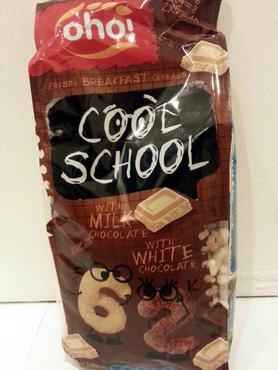 oho!
CRISPY BREAKFAST CEREALS
COOL
SCHOOL
WITH
MILK
CHOCOLATE
WITH
WHITE
CHOCOLATE